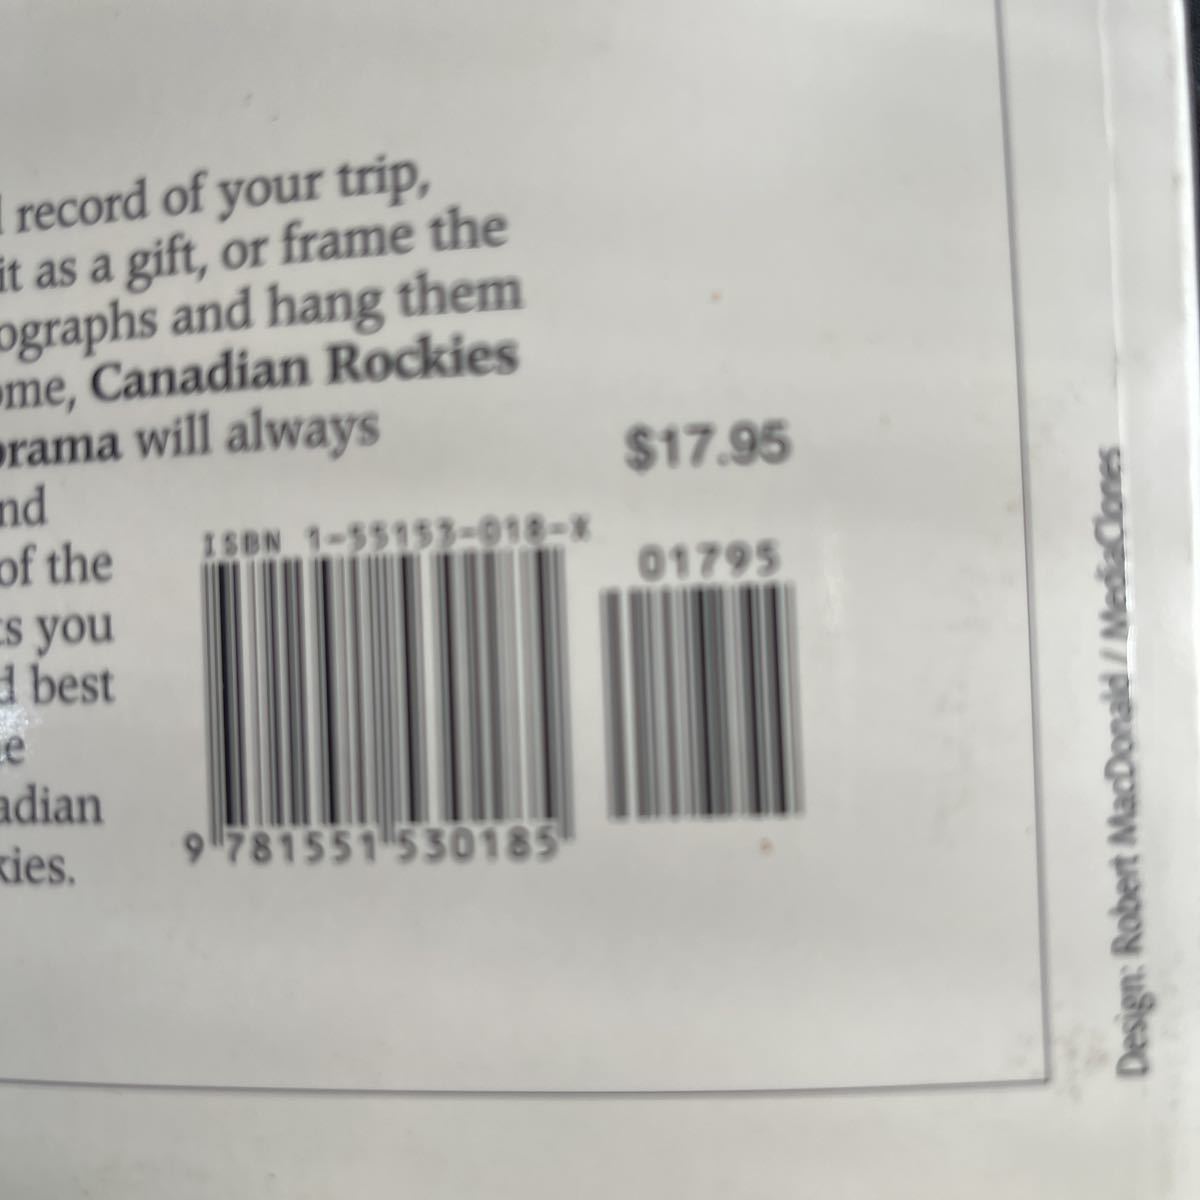 record of your trip,
it as a gift, or frame the
ographs and hang them
ome, Canadian Rockies
orama will always
nd
of the
s you
d best
e
adian
kies.
$17.95
ISBN 1-55153-018-X
01795
9 781551 530185
Design: Robert MacDonald / MediaClones